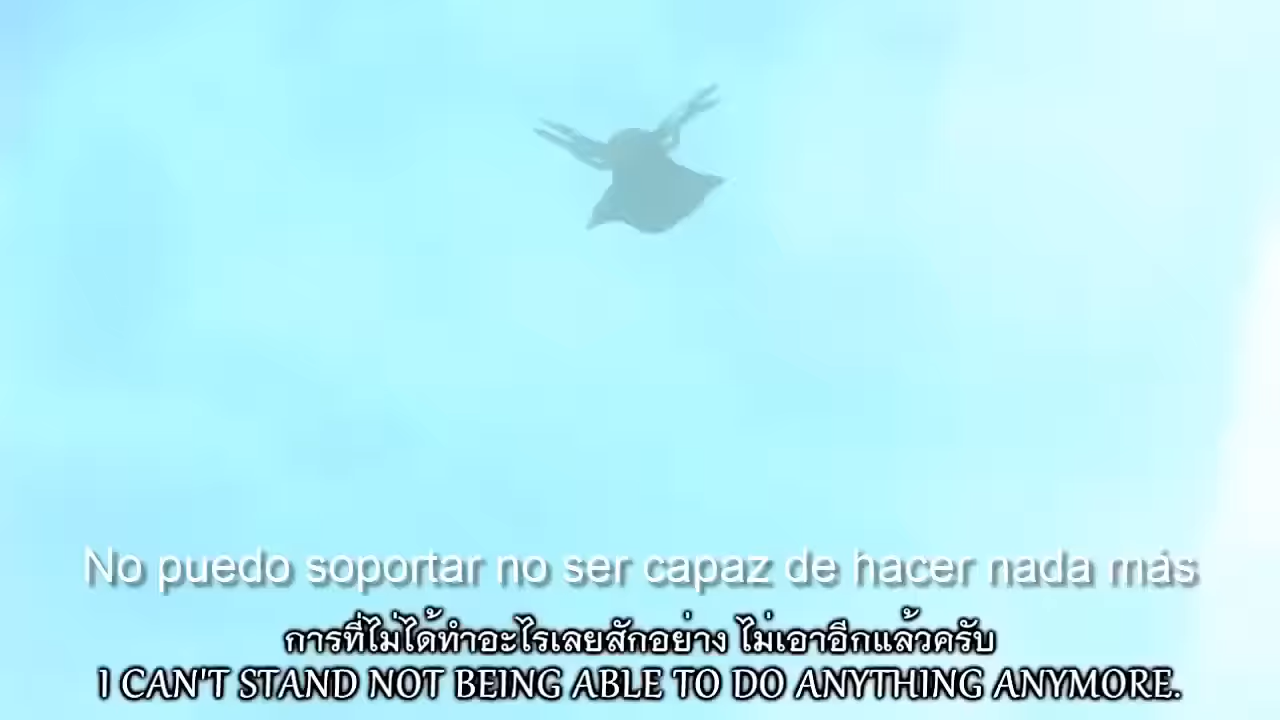 No puedo soportar no ser capaz de hacer nada más
การที่ไม่ได้ทำอะไรเลยสักอย่าง ไม่เอาอีกแล้วครับ
I CAN'T STAND NOT BEING ABLE TO DO ANYTHING ANYMORE.